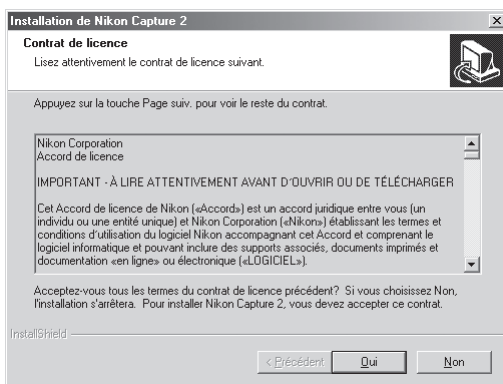 Installation de Nikon Capture 2
Contrat de licence
Lisez attentivement le contrat de licence suivant.
Appuyez sur la touche Page suiv. pour voir le reste du contrat.
Nikon Corporation
Accord de licence
IMPORTANT - À LIRE ATTENTIVEMENT AVANT D'OUVRIR OU DE TÉLÉCHARGER
Cet Accord de licence de Nikon («Accord») est un accord juridique entre vous (un
individu ou une entité unique) et Nikon Corporation («Nikon») établissant les termes et
conditions d'utilisation du logiciel Nikon accompagnant cet Accord et comprenant le
logiciel informatique et pouvant inclure des supports associés, documents imprimés et
documentation «en ligne» ou électronique («LOGICIEL»).
Acceptez-vous tous les termes du contrat de licence précédent? Si vous choisissez Non,
l'installation s'arrêtera. Pour installer Nikon Capture 2, vous devez accepter ce contrat.
InstallShield
< Précédent Oui Non